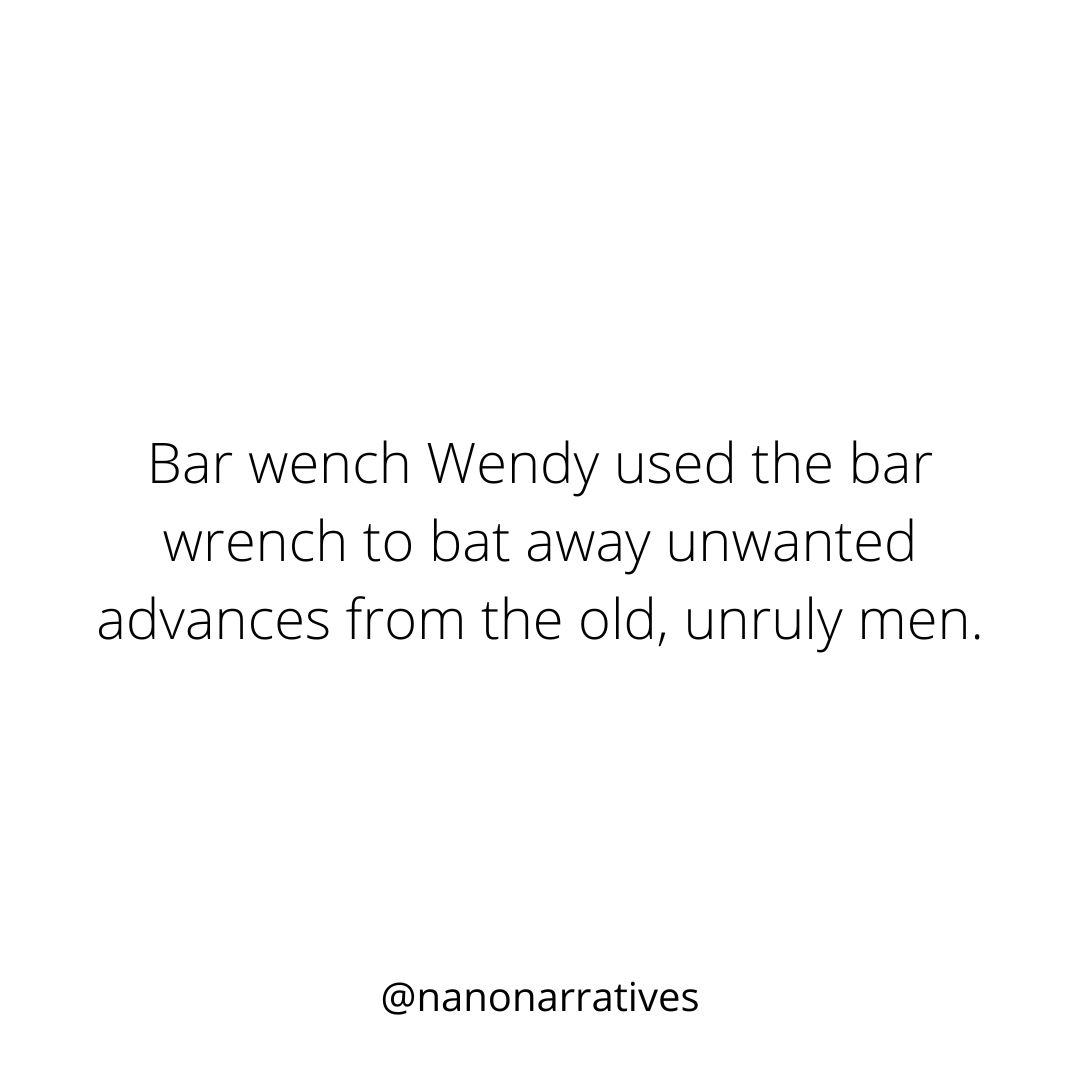 Bar wench Wendy used the bar
wrench to bat away unwanted
advances from the old, unruly men.
@nanonarratives